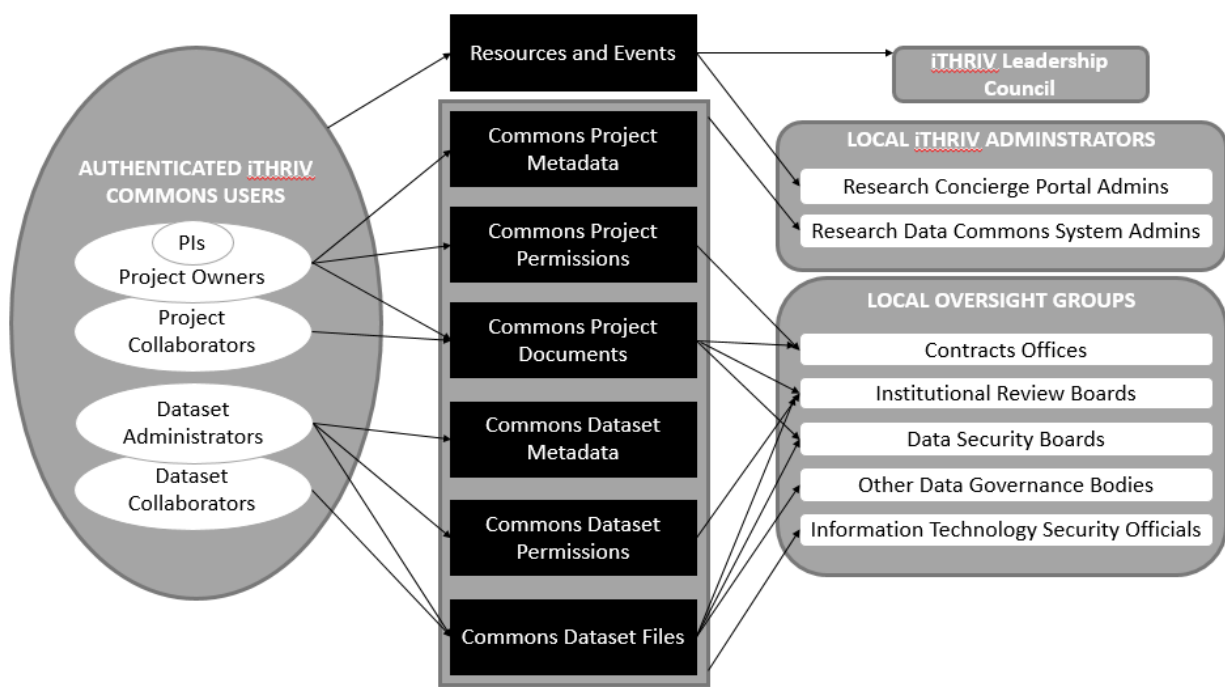 AUTHENTICATED iTHRIV
COMMONS USERS
PIs
Project Owners
Project
Collaborators
Dataset
Administrators
Dataset
Collaborators
Resources and Events
Commons Project
Metadata
Commons Project
Permissions
Commons Project
Documents
Commons Dataset
Metadata
Commons Dataset
Permissions
Commons Dataset Files
iTHRIV Leadership
Council
LOCAL iTHRIV ADMINSTRATORS
Research Concierge Portal Admins
Research Data Commons System Admins
LOCAL OVERSIGHT GROUPS
Contracts Offices
Institutional Review Boards
Data Security Boards
Other Data Governance Bodies
Information Technology Security Officials